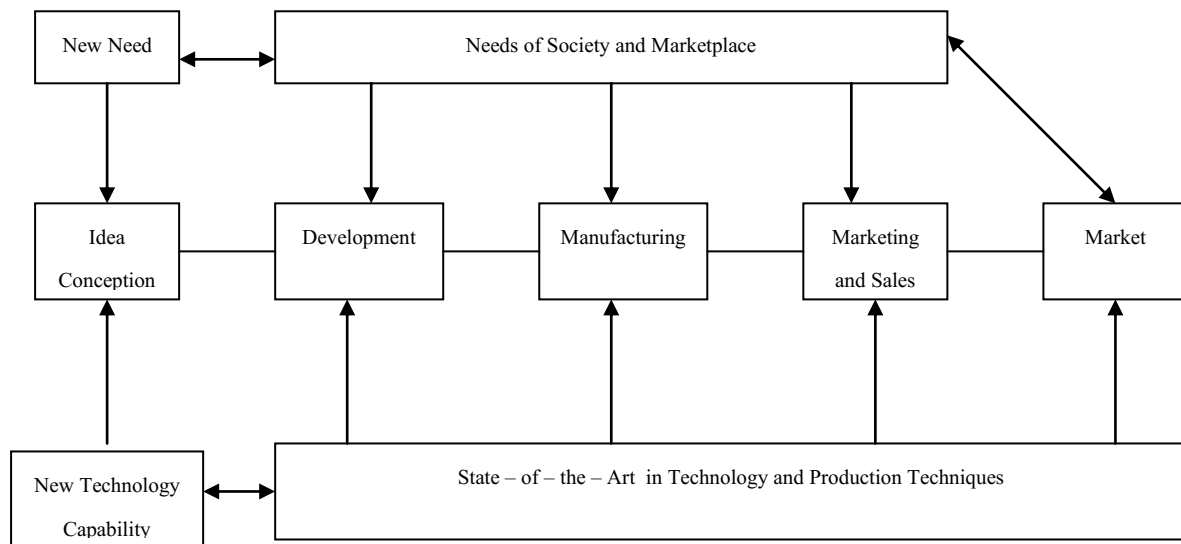 New Need
Needs of Society and Marketplace
Idea
Conception
Development
Manufacturing
Marketing
and Sales
Market
New Technology
Capability
State – of – the – Art in Technology and Production Techniques